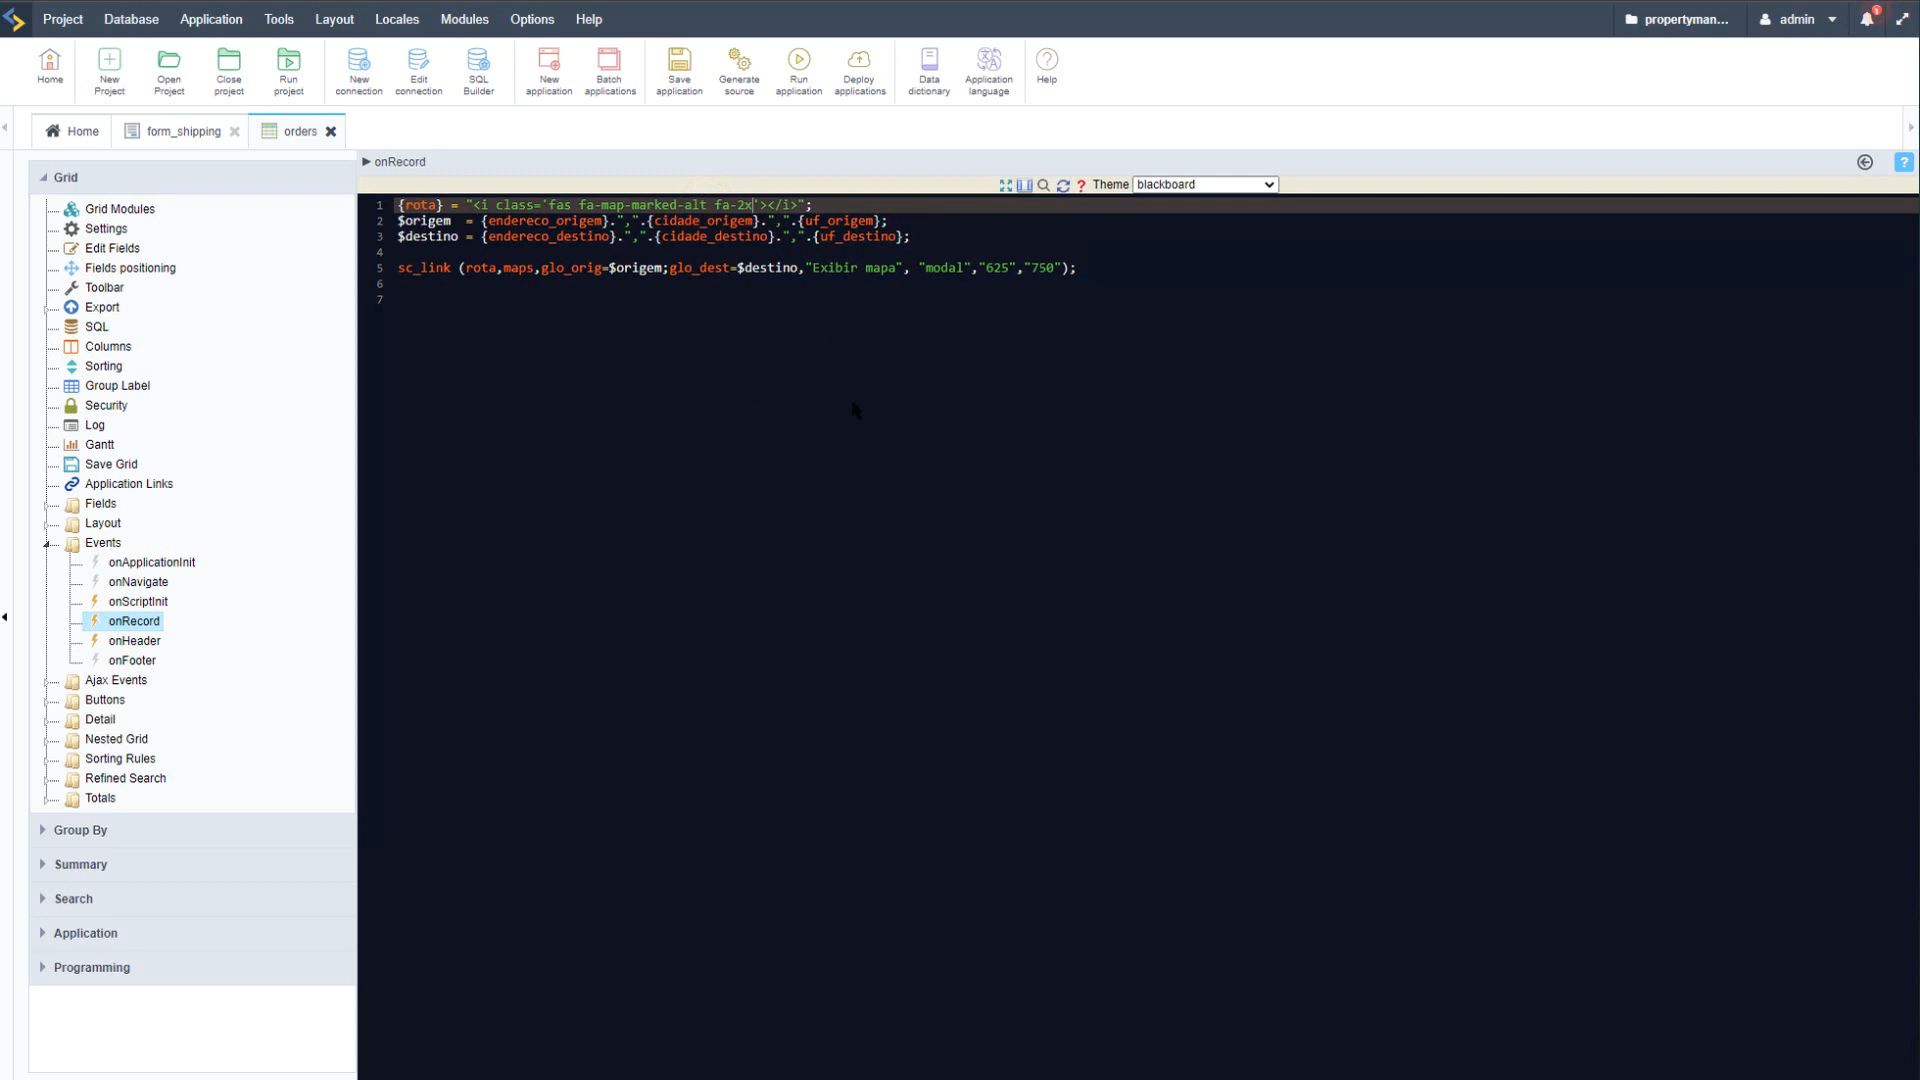 Project Database Application Tools Layout Locales Modules Options Help propertyman... admin 1
Home
New Project
Open Project
Close project
Run project
New connection
Edit connection
SQL Builder
New application
Batch applications
Save application
Generate source
Run application
Deploy applications
Data dictionary
Application language
Help
Home form_shipping orders
Grid
Grid Modules
Settings
Edit Fields
Fields positioning
Toolbar
Export
SQL
Columns
Sorting
Group Label
Security
Log
Gantt
Save Grid
Application Links
Fields
Layout
Events
onApplicationInit
onNavigate
onScriptInit
onRecord
onHeader
onFooter
Ajax Events
Buttons
Detail
Nested Grid
Sorting Rules
Refined Search
Totals
Group By
Summary
Search
Application
Programming
onRecord
?
? Theme blackboard
1 {rota} = "<i class='fas fa-map-marked-alt fa-2x'></i>";
2 $origem  = {endereco_origem}.",".{cidade_origem}.",".{uf_origem};
3 $destino = {endereco_destino}.",".{cidade_destino}.",".{uf_destino};
4
5 sc_link (rota,maps,glo_orig=$origem;glo_dest=$destino,"Exibir mapa", "modal","625","750");
6
7